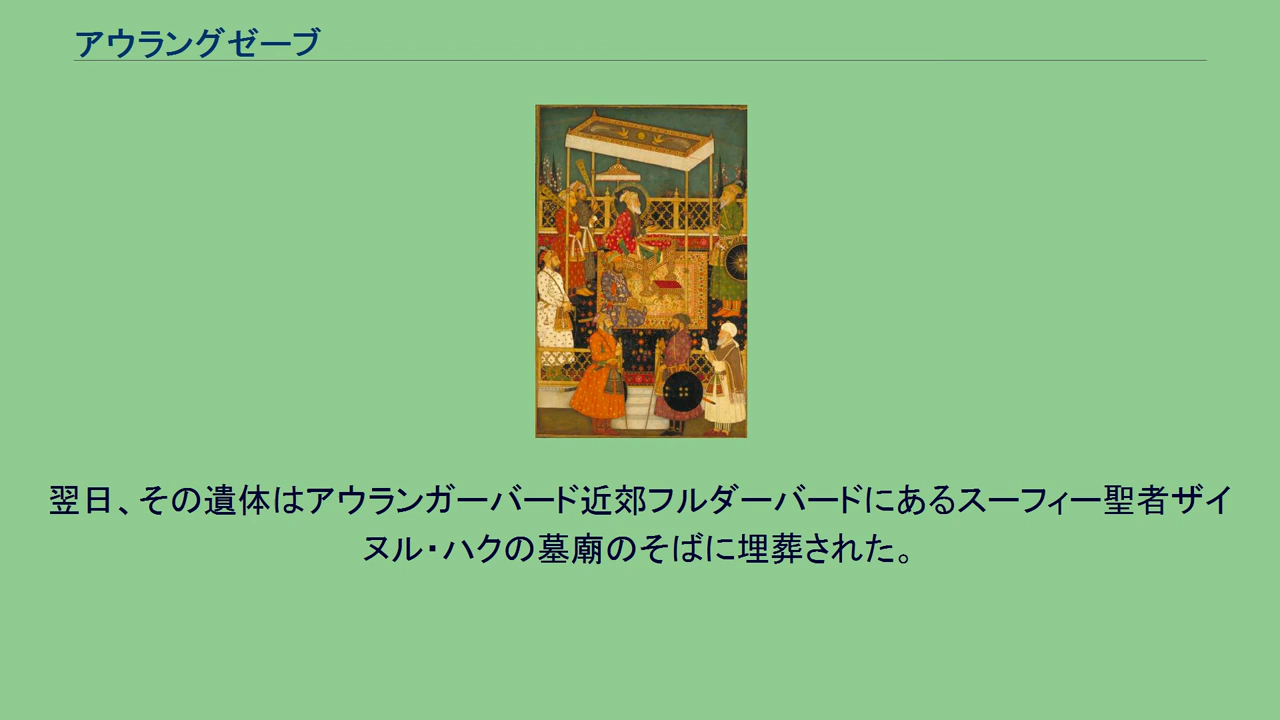 アウラングゼーブ
翌日、その遺体はアウランガーバード近郊フルダーバードにあるスーフィー聖者ザイ
ヌル・ハクの墓廟のそばに埋葬された。